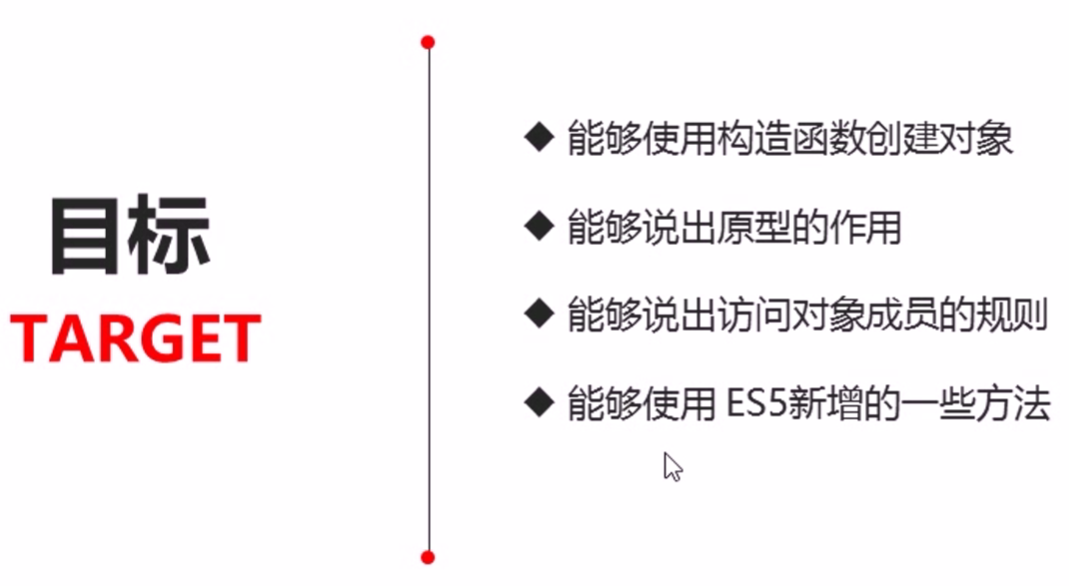 目标
TARGET
◆ 能够使用构造函数创建对象
◆ 能够说出原型的作用
◆ 能够说出访问对象成员的规则
◆ 能够使用 ES5新增的一些方法